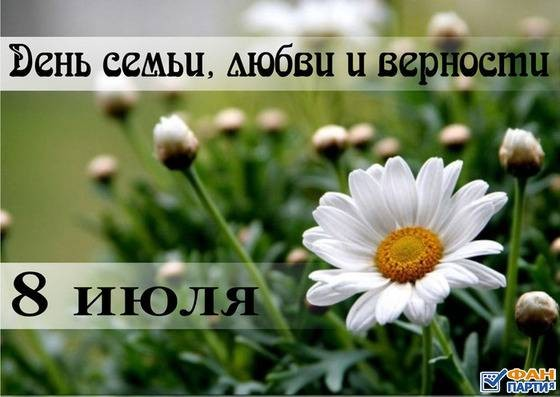 День семьи, любви и верности
8 июля
ФАН
ПАРТИЯ